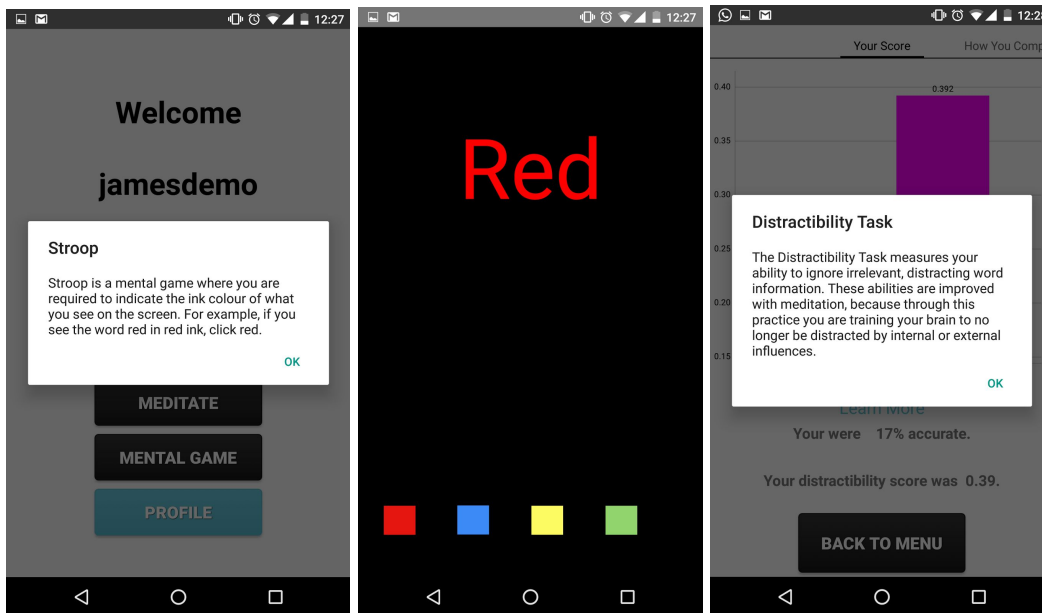 12:27
Welcome
jamesdemo
Stroop
Stroop is a mental game where you are
required to indicate the ink colour of what
you see on the screen. For example, if you
see the word red in red ink, click red.
OK
MEDITATE
MENTAL GAME
PROFILE
12:27
Red
12:28
Your Score How You Comp
0.40
0.392
0.35
0.30
0.25
0.20
0.15
Distractibility Task
The Distractibility Task measures your
ability to ignore irrelevant, distracting word
information. These abilities are improved
with meditation, because through this
practice you are training your brain to no
longer be distracted by internal or external
influences.
OK
Learn More
Your were 17% accurate.
Your distractibility score was 0.39.
BACK TO MENU